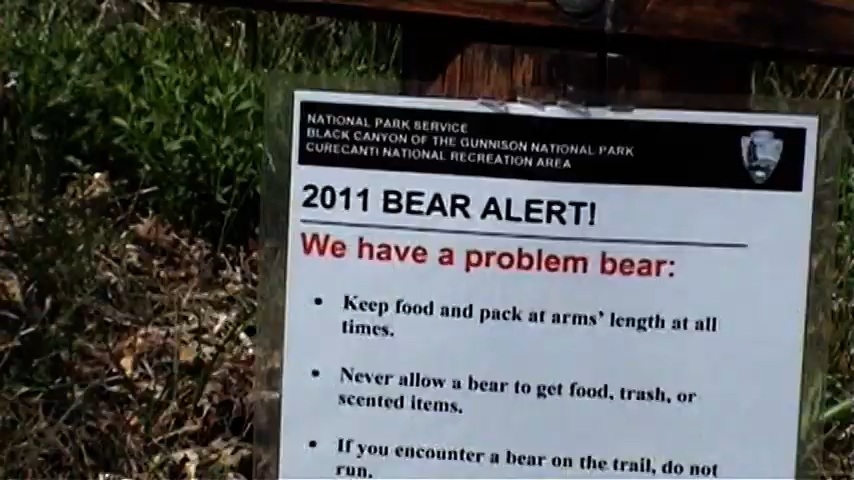 NATIONAL PARK SERVICE
BLACK CANYON OF THE GUNNISON NATIONAL PARK
CURECANTI NATIONAL RECREATION AREA
2011 BEAR ALERT!
We have a problem bear:
• Keep food and pack at arms' length at all
times.
• Never allow a bear to get food, trash, or
scented items.
• If you encounter a bear on the trail, do not
run.